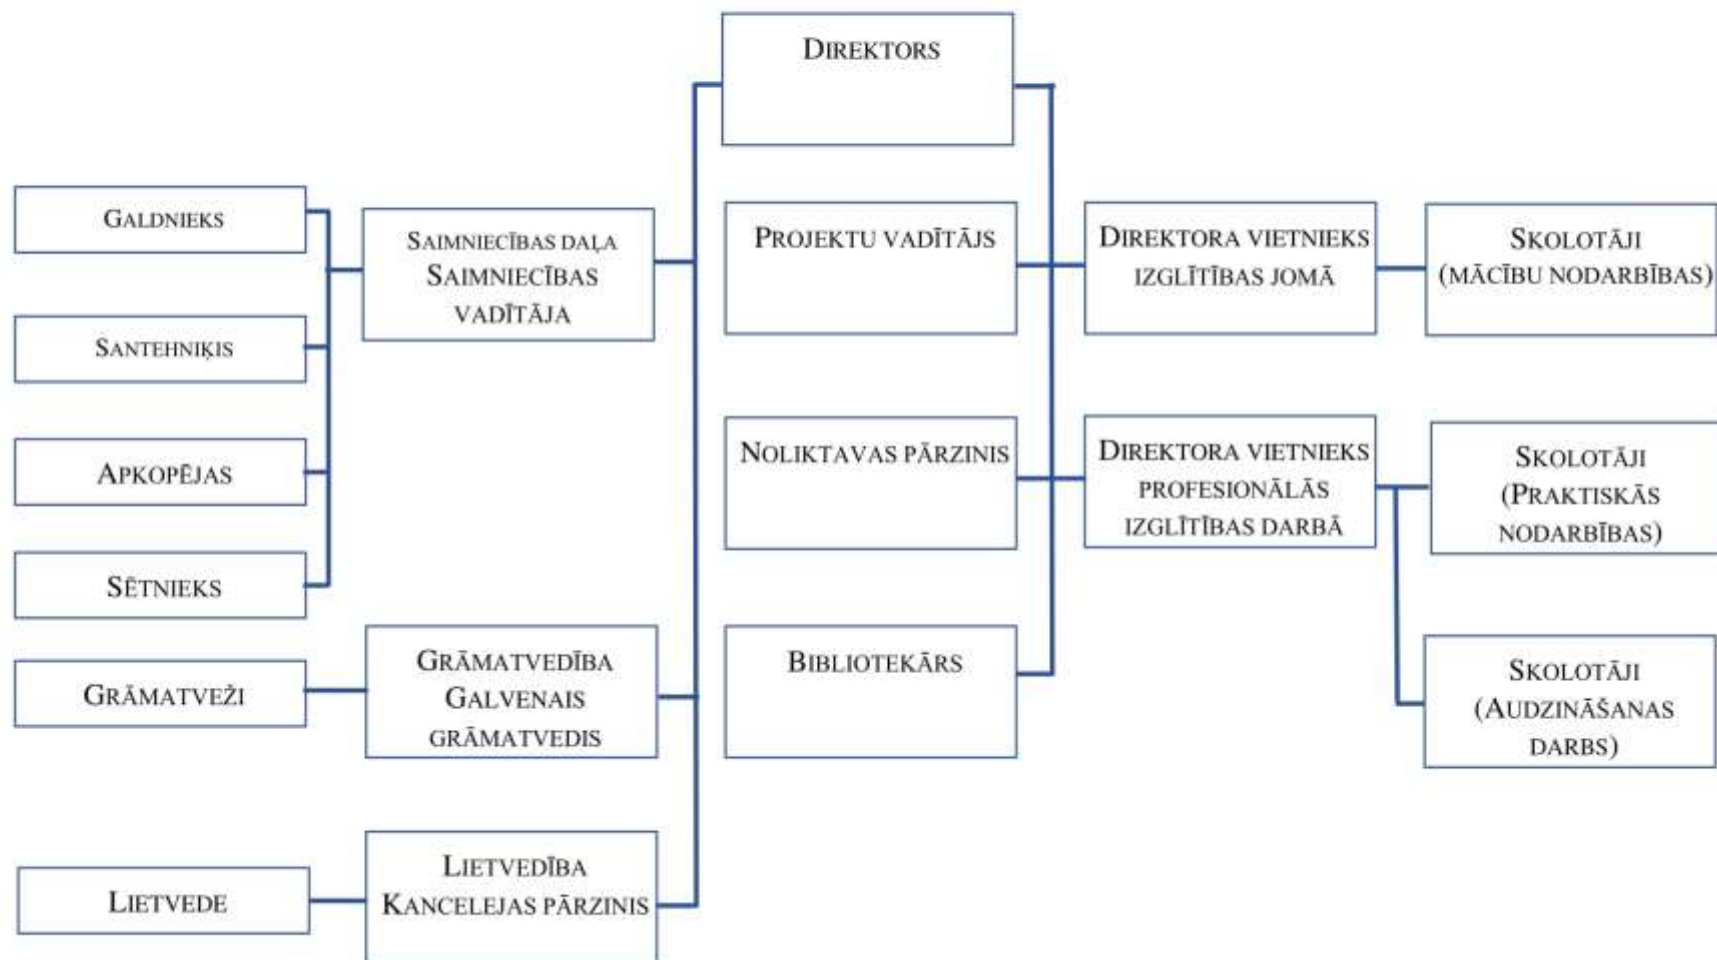 DIREKTORS
GALDNIEKS
SANTEHNIĶIS
APKOPĒJAS
SĒTNIEKS
GRĀMATVEŽI
LIETVEDE
SAIMNIECĪBAS DAĻA
SAIMNIECĪBAS
VADĪTĀJA
GRĀMATVEDĪBA
GALVENAIS
GRĀMATVEDIS
LIETVEDĪBA
KANCELEJAS PĀRZINIS
PROJEKTU VADĪTĀJS
NOLIKTAVAS PĀRZINIS
BIBLIOTEKĀRS
DIREKTORA VIETNIEKS
IZGLĪTĪBAS JOMĀ
DIREKTORA VIETNIEKS
PROFESIONĀLĀS
IZGLĪTĪBAS DARBĀ
SKOLOTĀJI
(MĀCĪBU NODARBĪBAS)
SKOLOTĀJI
(PRAKTISKĀS
NODARBĪBAS)
SKOLOTĀJI
(AUDZINĀŠANAS
DARBS)